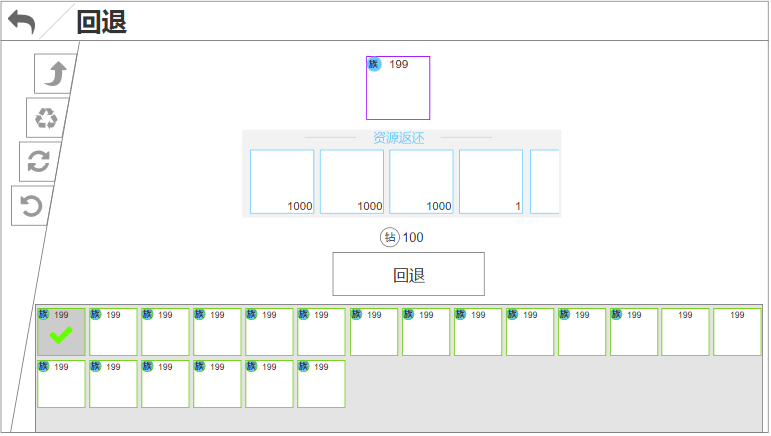 回退
族 199
资源返还
1000 1000 1000 1
钻 100
回退
族 199 族 199 族 199 族 199 族 199 族 199 族 199 族 199 族 199 族 199 族 199 族 199 199 199
族 199 族 199 族 199 族 199 族 199 族 199